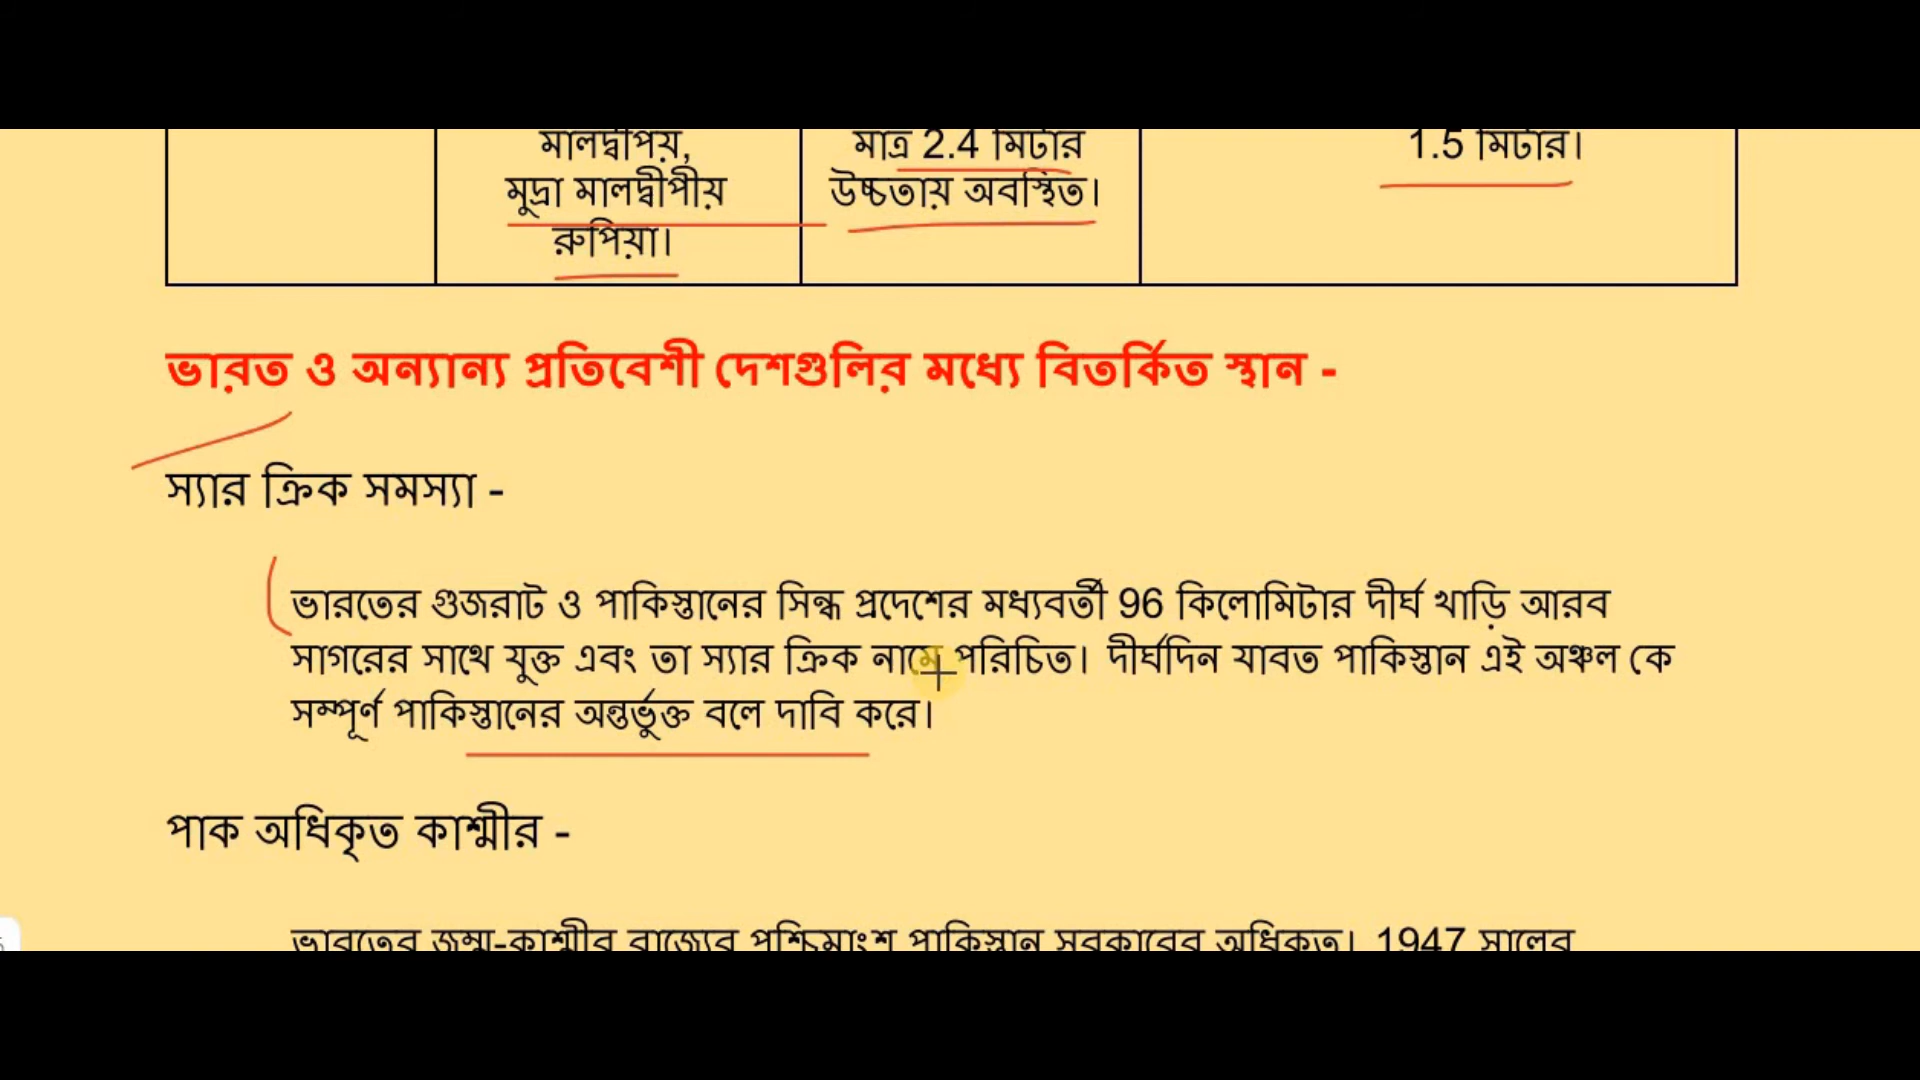 মালদ্বীপিয়,
মাত্র 2.4 মিটার
1.5 মিটার।
মুদ্রা মালদ্বীপীয়
উচ্চতায় অবস্থিত।
রুপিয়া।
ভারত ও অন্যান্য প্রতিবেশী দেশগুলির মধ্যে বিতর্কিত স্থান -
স্যার ক্রিক সমস্যা -
ভারতের গুজরাট ও পাকিস্তানের সিন্ধ প্রদেশের মধ্যবর্তী 96 কিলোমিটার দীর্ঘ খাড়ি আরব
সাগরের সাথে যুক্ত এবং তা স্যার ক্রিক নামে পরিচিত। দীর্ঘদিন যাবত পাকিস্তান এই অঞ্চল কে
সম্পূর্ণ পাকিস্তানের অন্তর্ভুক্ত বলে দাবি করে।
পাক অধিকৃত কাশ্মীর -
ভারতের জম্মু-কাশ্মীর রাজ্যের পশ্চিমাংশ পাকিস্তান সরকারের অধিকৃত। 1947 সালের